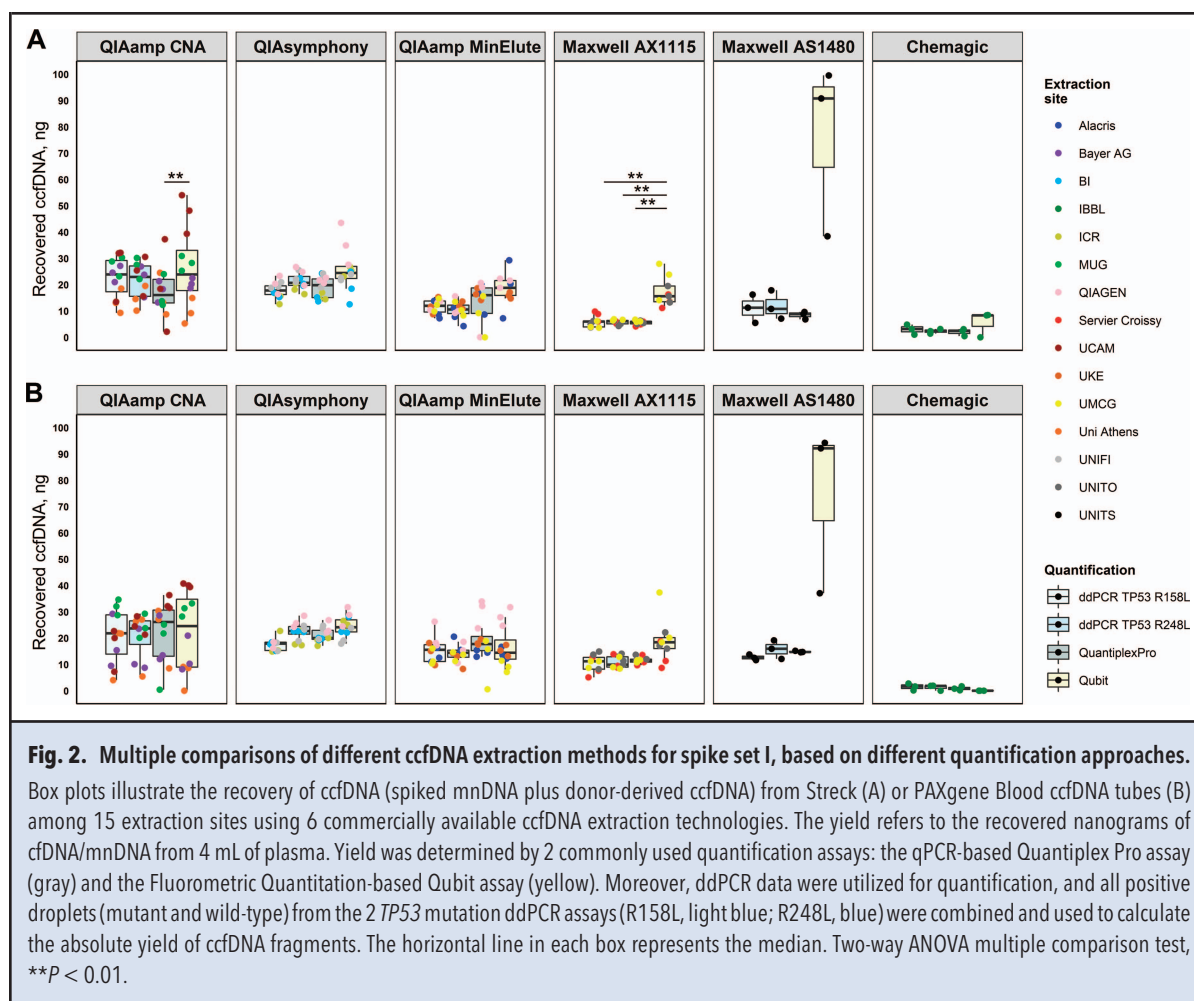 A
QIAamp CNA
QIAsymphony
QIAamp MinElute
Maxwell AX1115
Maxwell AS1480
Chemagic
Recovered ccfDNA, ng
100
90
80
70
60
50
40
30
20
10
0
**
**
**
**
B
QIAamp CNA
QIAsymphony
QIAamp MinElute
Maxwell AX1115
Maxwell AS1480
Chemagic
Recovered ccfDNA, ng
100
90
80
70
60
50
40
30
20
10
0
Extraction
site
Alacris
Bayer AG
BI
IBBL
ICR
MUG
QIAGEN
Servier Croissy
UCAM
UKE
UMCG
Uni Athens
UNIFI
UNITO
UNITS
Quantification
ddPCR TP53 R158L
ddPCR TP53 R248L
QuantiplexPro
Qubit
Fig. 2. Multiple comparisons of different ccfDNA extraction methods for spike set I, based on different quantification approaches.
Box plots illustrate the recovery of ccfDNA (spiked mnDNA plus donor-derived ccfDNA) from Streck (A) or PAXgene Blood ccfDNA tubes (B)
among 15 extraction sites using 6 commercially available ccfDNA extraction technologies. The yield refers to the recovered nanograms of
cfDNA/mnDNA from 4 mL of plasma. Yield was determined by 2 commonly used quantification assays: the qPCR-based Quantiplex Pro assay
(gray) and the Fluorometric Quantitation-based Qubit assay (yellow). Moreover, ddPCR data were utilized for quantification, and all positive
droplets (mutant and wild-type) from the 2 TP53 mutation ddPCR assays (R158L, light blue; R248L, blue) were combined and used to calculate
the absolute yield of ccfDNA fragments. The horizontal line in each box represents the median. Two-way ANOVA multiple comparison test,
**P < 0.01.